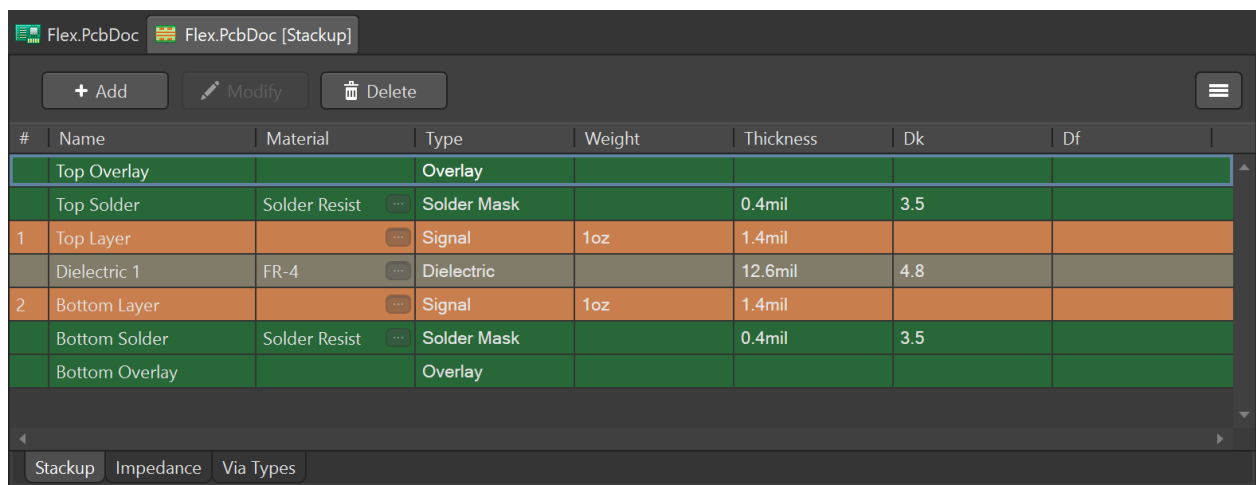 Flex.PcbDoc Flex.PcbDoc [Stackup]
+ Add Modify Delete
# Name Material Type Weight Thickness Dk Df
Top Overlay Overlay
Top Solder Solder Resist ... Solder Mask 0.4mil 3.5
1 Top Layer ... Signal 1oz 1.4mil
Dielectric 1 FR-4 ... Dielectric 12.6mil 4.8
2 Bottom Layer ... Signal 1oz 1.4mil
Bottom Solder Solder Resist ... Solder Mask 0.4mil 3.5
Bottom Overlay Overlay
Stackup Impedance Via Types